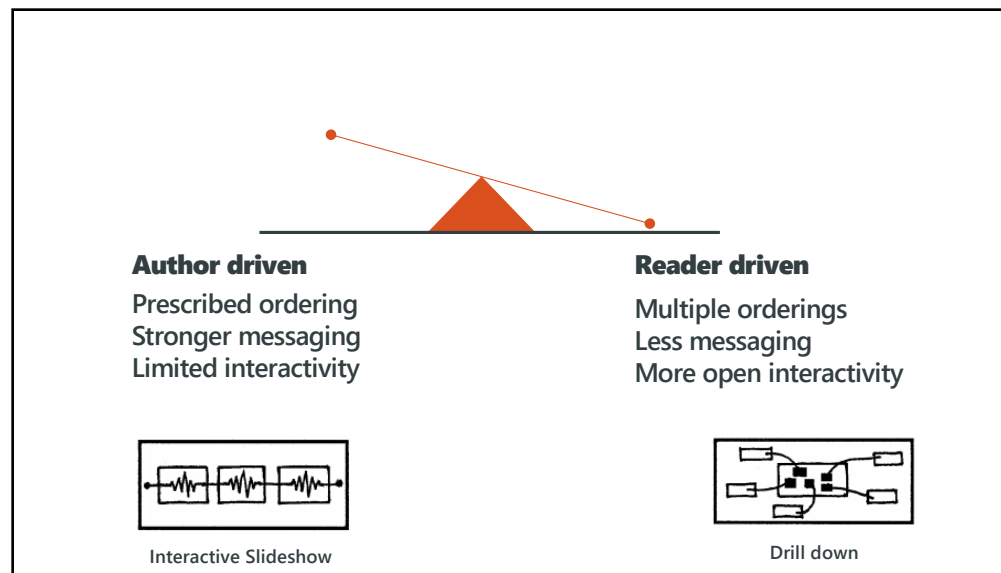 Author driven
Prescribed ordering
Stronger messaging
Limited interactivity
Interactive Slideshow
Reader driven
Multiple orderings
Less messaging
More open interactivity
Drill down